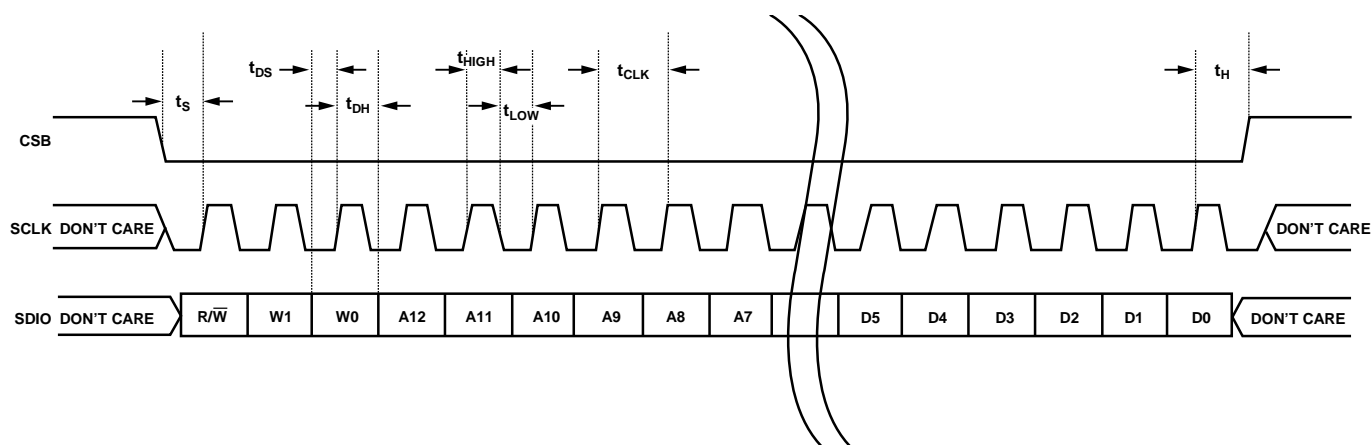 tDS
tHIGH
tCLK
tH
tS
tDH
tLOW
CSB
SCLK DON'T CARE
DON'T CARE
SDIO DON'T CARE R/W̅ W1 W0 A12 A11 A10 A9 A8 A7 D5 D4 D3 D2 D1 D0 DON'T CARE